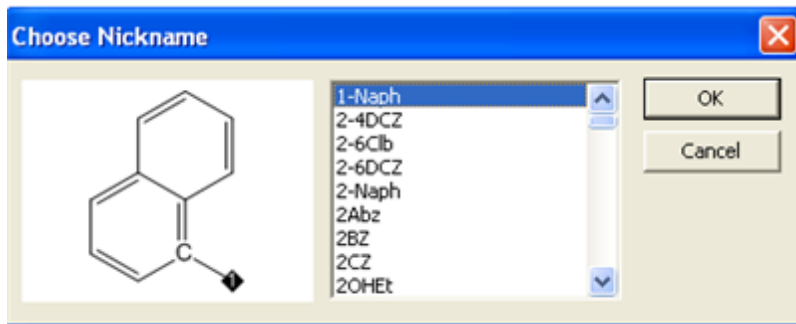 Choose Nickname
C
1
1-Naph
2-4DCZ
2-6Clb
2-6DCZ
2-Naph
2Abz
2BZ
2CZ
2OHEt
OK
Cancel